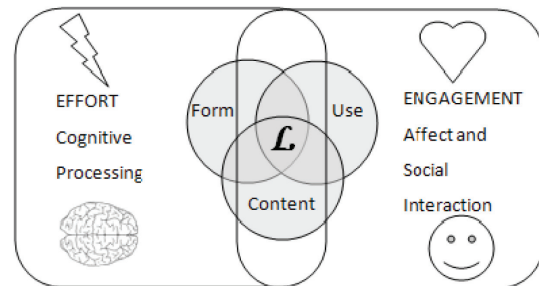 EFFORT
Cognitive
Processing
Form
Use
ℒ
Content
ENGAGEMENT
Affect and
Social
Interaction